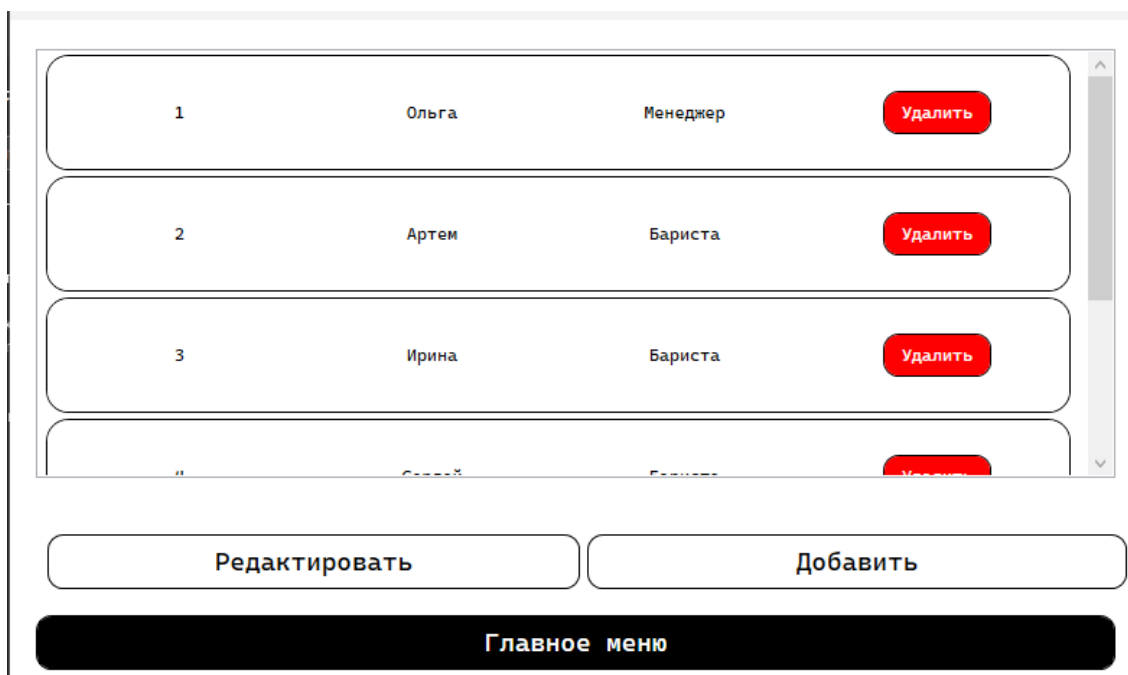 1 Ольга Менеджер Удалить
2 Артем Бариста Удалить
3 Ирина Бариста Удалить
Редактировать Добавить
Главное меню